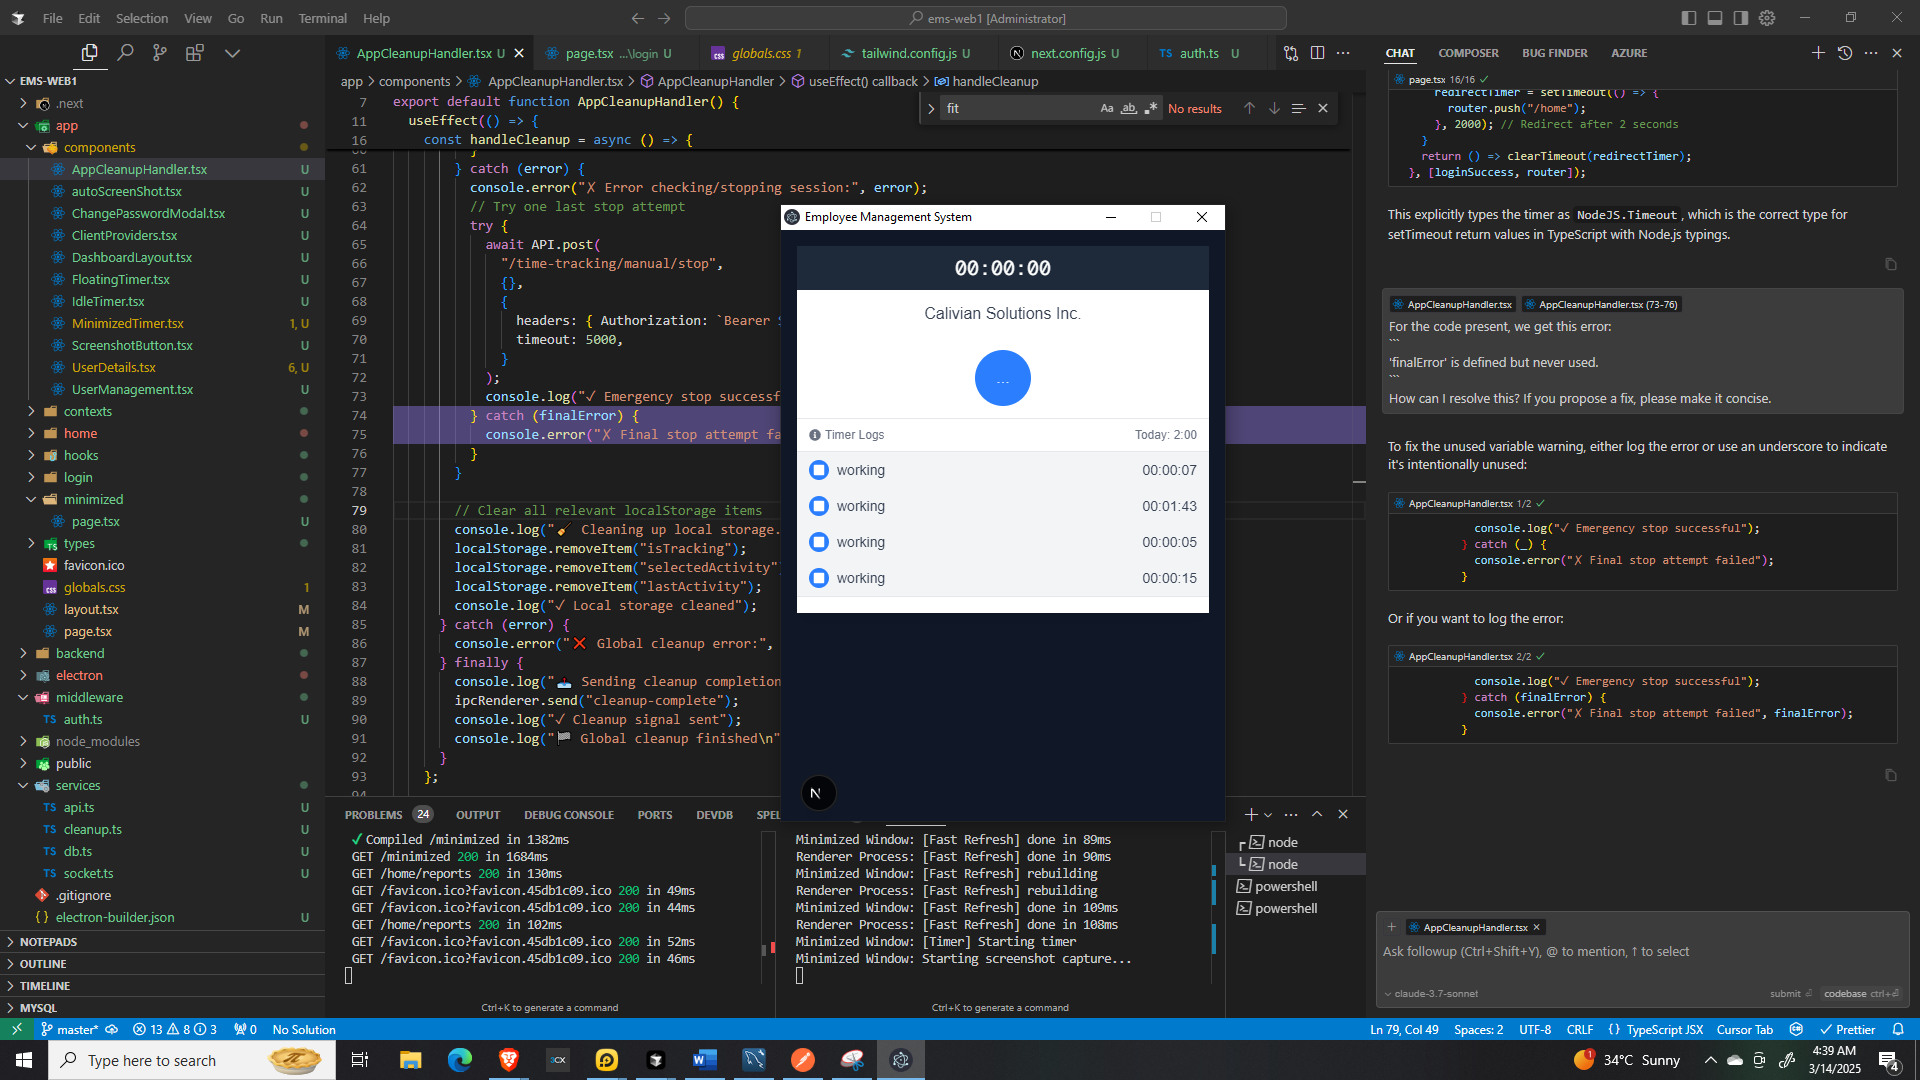 File Edit Selection View Go Run Terminal Help
ems-web1 [Administrator]
EMS-WEB1
.next
app
components
AppCleanupHandler.tsx U
autoScreenShot.tsx U
ChangePasswordModal.tsx U
ClientProviders.tsx U
DashboardLayout.tsx U
FloatingTimer.tsx U
IdleTimer.tsx U
MinimizedTimer.tsx 1, U
ScreenshotButton.tsx U
UserDetails.tsx 6, U
UserManagement.tsx U
contexts
home
hooks
login
minimized
page.tsx U
types
favicon.ico
globals.css 1
layout.tsx M
page.tsx M
backend
electron
middleware
TS auth.ts U
node_modules
public
services
TS api.ts U
TS cleanup.ts U
TS db.ts U
TS socket.ts U
.gitignore
{} electron-builder.json U
NOTEPADS
OUTLINE
TIMELINE
MYSQL
AppCleanupHandler.tsx U page.tsx ...\login U globals.css 1 tailwind.config.js U next.config.js U TS auth.ts U
app > components > AppCleanupHandler.tsx > AppCleanupHandler > useEffect() callback > handleCleanup
fit Aa ab .* No results
7 export default function AppCleanupHandler() {
11 useEffect(() => {
16 const handleCleanup = async () => {
61 } catch (error) {
62 console.error("✗ Error checking/stopping session:", error);
63 // Try one last stop attempt
64 try {
65 await API.post(
66 "/time-tracking/manual/stop",
67 {},
68 {
69 headers: { Authorization: `Bearer
70 timeout: 5000,
71 }
72 );
73 console.log("✓ Emergency stop successf
74 } catch (finalError) {
75 console.error("✗ Final stop attempt fa
76 }
77 }
78
79 // Clear all relevant localStorage items
80 console.log("🧹 Cleaning up local storage.
81 localStorage.removeItem("isTracking");
82 localStorage.removeItem("selectedActivity"
83 localStorage.removeItem("lastActivity");
84 console.log("✓ Local storage cleaned");
85 } catch (error) {
86 console.error("❌ Global cleanup error:",
87 } finally {
88 console.log("📤 Sending cleanup completion
89 ipcRenderer.send("cleanup-complete");
90 console.log("✓ Cleanup signal sent");
91 console.log("🏁 Global cleanup finished\n"
92 }
93 };
Employee Management System
00:00:00
Calivian Solutions Inc.
...
Timer Logs Today: 2:00
working 00:00:07
working 00:01:43
working 00:00:05
working 00:00:15
N
PROBLEMS 24 OUTPUT DEBUG CONSOLE PORTS DEVDB SPEL
✓ Compiled /minimized in 1382ms
GET /minimized 200 in 1684ms
GET /home/reports 200 in 130ms
GET /favicon.ico?favicon.45db1c09.ico 200 in 49ms
GET /favicon.ico?favicon.45db1c09.ico 200 in 44ms
GET /home/reports 200 in 102ms
GET /favicon.ico?favicon.45db1c09.ico 200 in 52ms
GET /favicon.ico?favicon.45db1c09.ico 200 in 46ms
Ctrl+K to generate a command
Minimized Window: [Fast Refresh] done in 89ms
Renderer Process: [Fast Refresh] done in 90ms
Minimized Window: [Fast Refresh] rebuilding
Renderer Process: [Fast Refresh] rebuilding
Minimized Window: [Fast Refresh] done in 109ms
Renderer Process: [Fast Refresh] done in 108ms
Minimized Window: [Timer] Starting timer
Minimized Window: Starting screenshot capture...
Ctrl+K to generate a command
node
node
powershell
powershell
CHAT COMPOSER BUG FINDER AZURE
page.tsx 16/16 ✓
redirectTimer = setTimeout(() => {
router.push("/home");
}, 2000); // Redirect after 2 seconds
}
return () => clearTimeout(redirectTimer);
}, [loginSuccess, router]);
This explicitly types the timer as NodeJS.Timeout, which is the correct type for
setTimeout return values in TypeScript with Node.js typings.
AppCleanupHandler.tsx AppCleanupHandler.tsx (73-76)
For the code present, we get this error:
```
'finalError' is defined but never used.
```
How can I resolve this? If you propose a fix, please make it concise.
To fix the unused variable warning, either log the error or use an underscore to indicate
it's intentionally unused:
AppCleanupHandler.tsx 1/2 ✓
console.log("✓ Emergency stop successful");
} catch (_) {
console.error("✗ Final stop attempt failed");
}
Or if you want to log the error:
AppCleanupHandler.tsx 2/2 ✓
console.log("✓ Emergency stop successful");
} catch (finalError) {
console.error("✗ Final stop attempt failed", finalError);
}
+ AppCleanupHandler.tsx ×
Ask followup (Ctrl+Shift+Y), @ to mention, ↑ to select
claude-3.7-sonnet submit codebase ctrl+⏎
master* 13 8 3 0 No Solution
Ln 79, Col 49 Spaces: 2 UTF-8 CRLF {} TypeScript JSX Cursor Tab Prettier
Type here to search
34°C Sunny
4:39 AM
3/14/2025
4